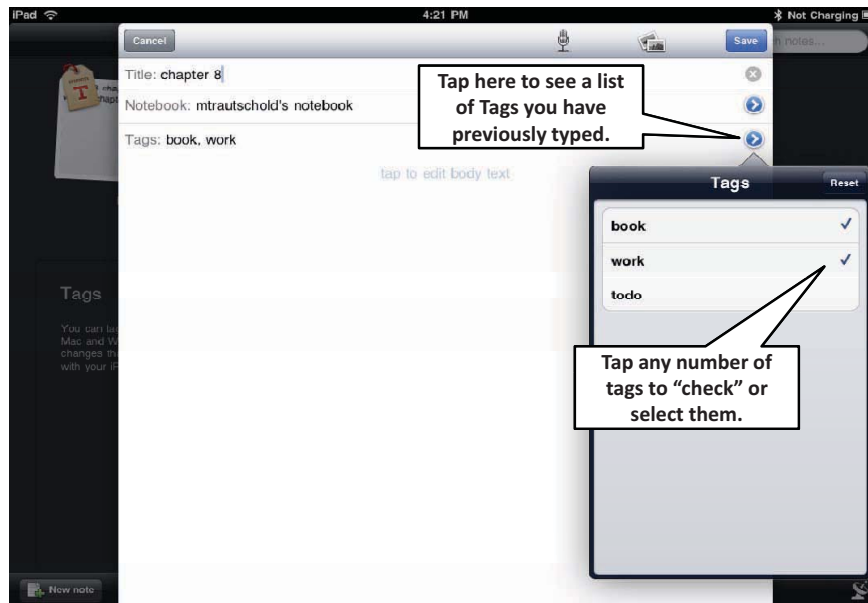 iPad 4:21 PM Not Charging
Cancel Save n notes...
Title: chapter 8
Notebook: mtrautschold's notebook
Tags: book, work
tap to edit body text
Tap here to see a list
of Tags you have
previously typed.
Tags Reset
book
work
todo
Tap any number of
tags to “check” or
select them.
T
Tags
You can ta
Mac and W
changes th
with your iP
New note